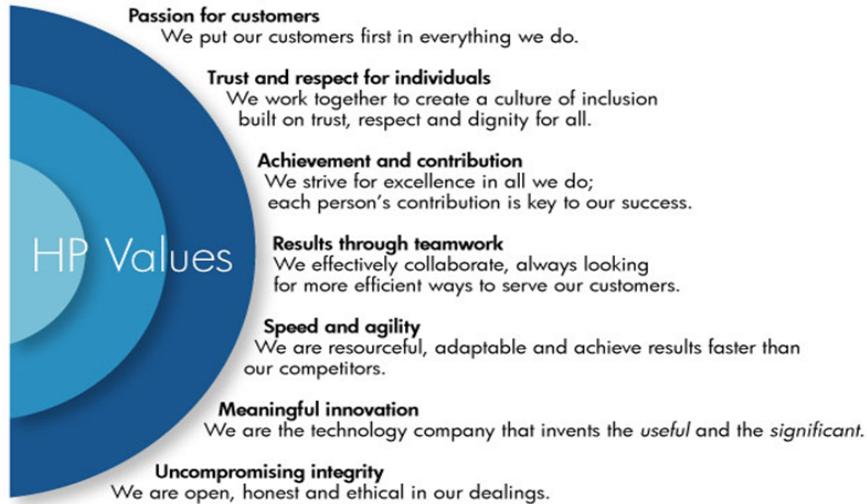 Passion for customers
We put our customers first in everything we do.
Trust and respect for individuals
We work together to create a culture of inclusion
built on trust, respect and dignity for all.
Achievement and contribution
We strive for excellence in all we do;
each person’s contribution is key to our success.
HP Values
Results through teamwork
We effectively collaborate, always looking
for more efficient ways to serve our customers.
Speed and agility
We are resourceful, adaptable and achieve results faster than
our competitors.
Meaningful innovation
We are the technology company that invents the useful and the significant.
Uncompromising integrity
We are open, honest and ethical in our dealings.